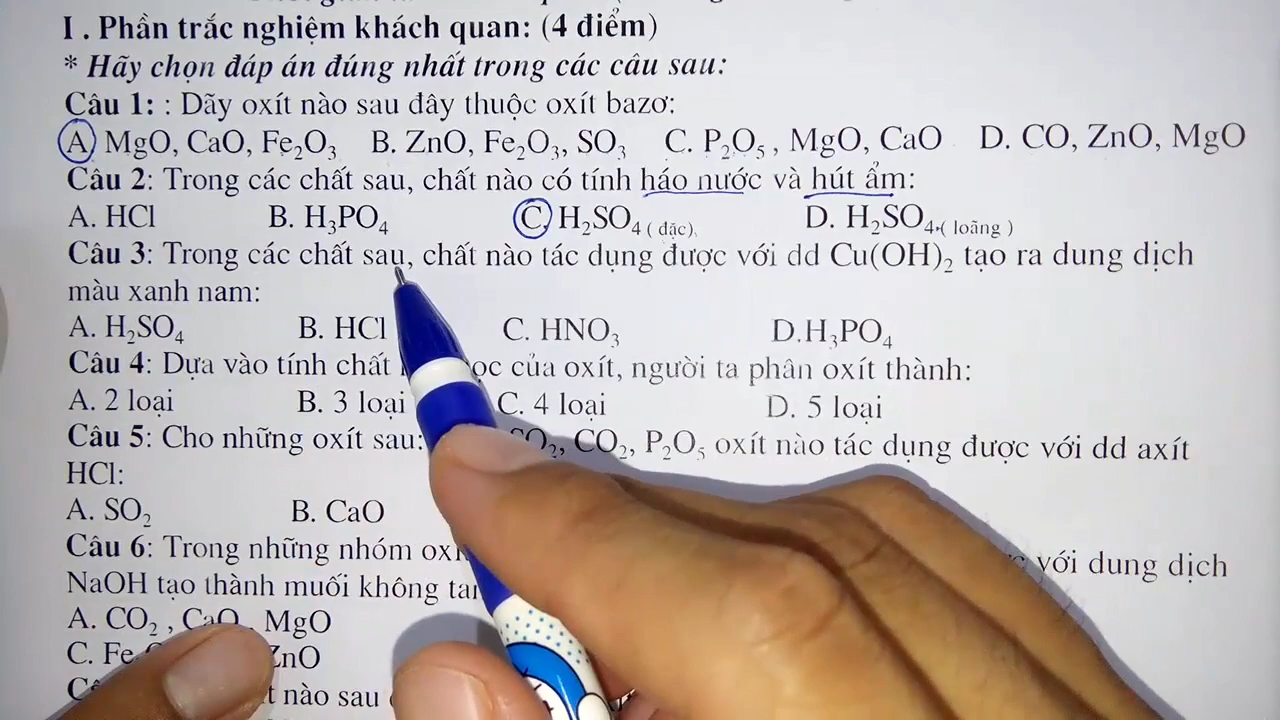 I . Phần trắc nghiệm khách quan: (4 điểm)
* Hãy chọn đáp án đúng nhất trong các câu sau:
Câu 1: : Dãy oxít nào sau đây thuộc oxít bazơ:
A MgO, CaO, Fe₂O₃ B. ZnO, Fe₂O₃, SO₃ C. P₂O₅ , MgO, CaO D. CO, ZnO, MgO
Câu 2: Trong các chất sau, chất nào có tính háo nước và hút ẩm:
A. HCl B. H₃PO₄ C. H₂SO₄ ( đặc). D. H₂SO₄.( loãng )
Câu 3: Trong các chất sau, chất nào tác dụng được với dd Cu(OH)₂ tạo ra dung dịch
màu xanh nam:
A. H₂SO₄ B. HCl C. HNO₃ D.H₃PO₄
Câu 4: Dựa vào tính chất của oxít, người ta phân oxít thành:
A. 2 loại B. 3 loại C. 4 loại D. 5 loại
Câu 5: Cho những oxít sau: CO₂, P₂O₅ oxít nào tác dụng được với dd axít
HCl:
A. SO₂ B. CaO
Câu 6: Trong những nhóm với dung dịch
NaOH tạo thành muối không
A. CO₂ , CaO MgO
C. ZnO
nào sau